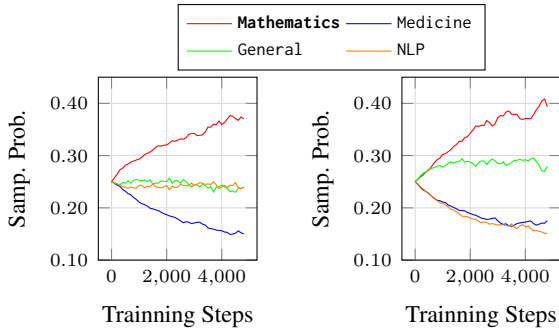 Mathematics Medicine
General NLP
Samp. Prob.
0.40
0.30
0.20
0.10
0 2,000 4,000
Trainning Steps
Samp. Prob.
0.40
0.30
0.20
0.10
0 2,000 4,000
Trainning Steps